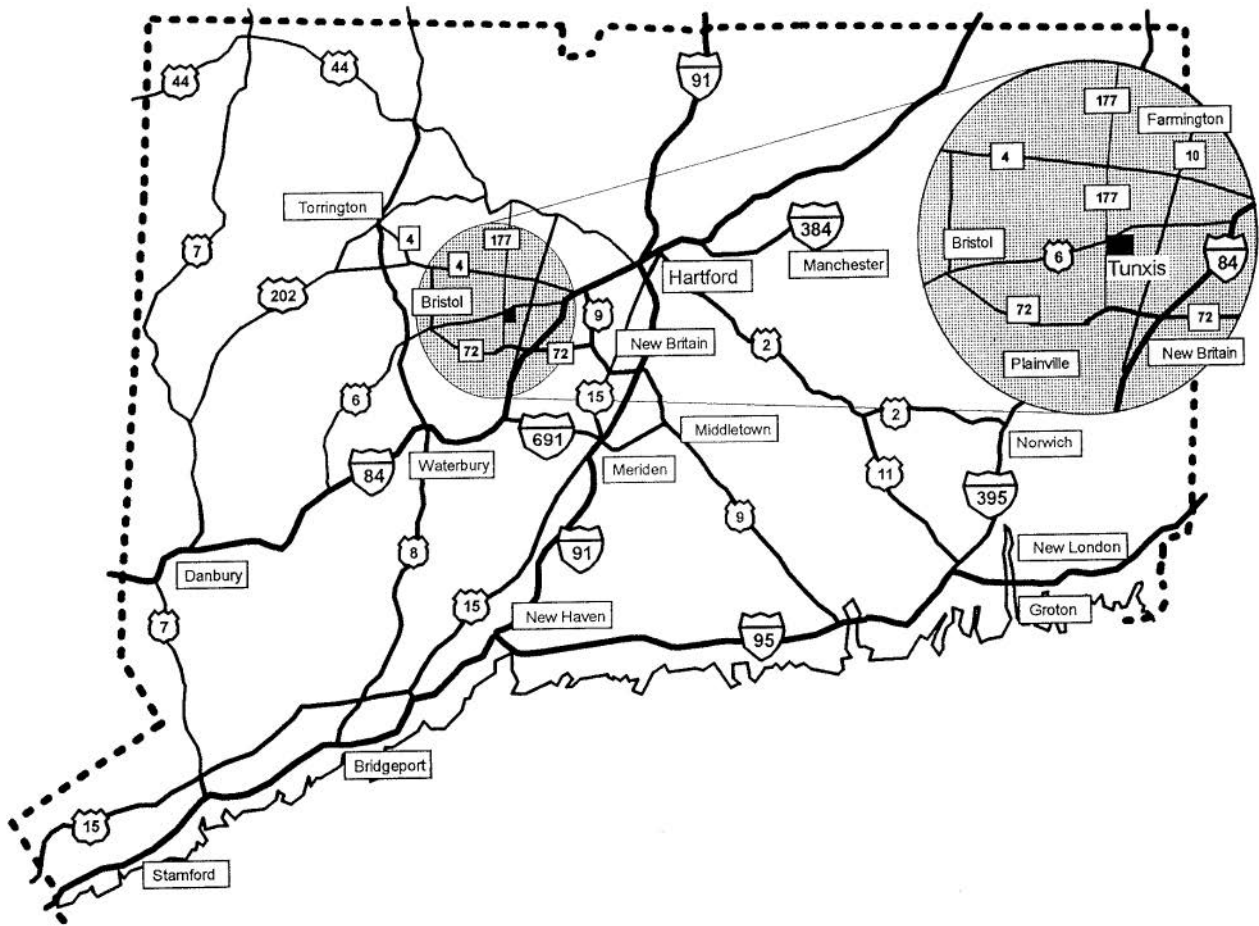 44
44
91
177
Farmington
4
10
Torrington
177
384
7
4
177
Bristol
6
84
4
Hartford
Manchester
Tunxis
202
Bristol
9
72
72
72
72
2
New Britain
New Britain
Plainville
6
15
2
691
Middletown
Norwich
84
Waterbury
Meriden
11
395
9
8
91
New London
Danbury
15
New Haven
Groton
7
95
Bridgeport
15
Stamford